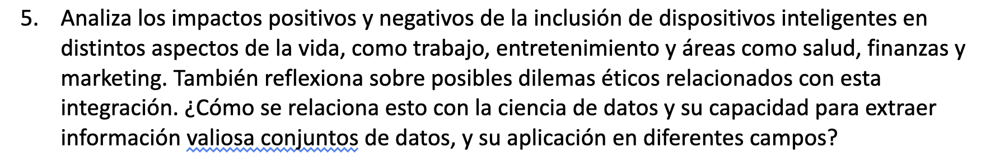 5. Analiza los impactos positivos y negativos de la inclusión de dispositivos inteligentes en
distintos aspectos de la vida, como trabajo, entretenimiento y áreas como salud, finanzas y
marketing. También reflexiona sobre posibles dilemas éticos relacionados con esta
integración. ¿Cómo se relaciona esto con la ciencia de datos y su capacidad para extraer
información valiosa conjuntos de datos, y su aplicación en diferentes campos?